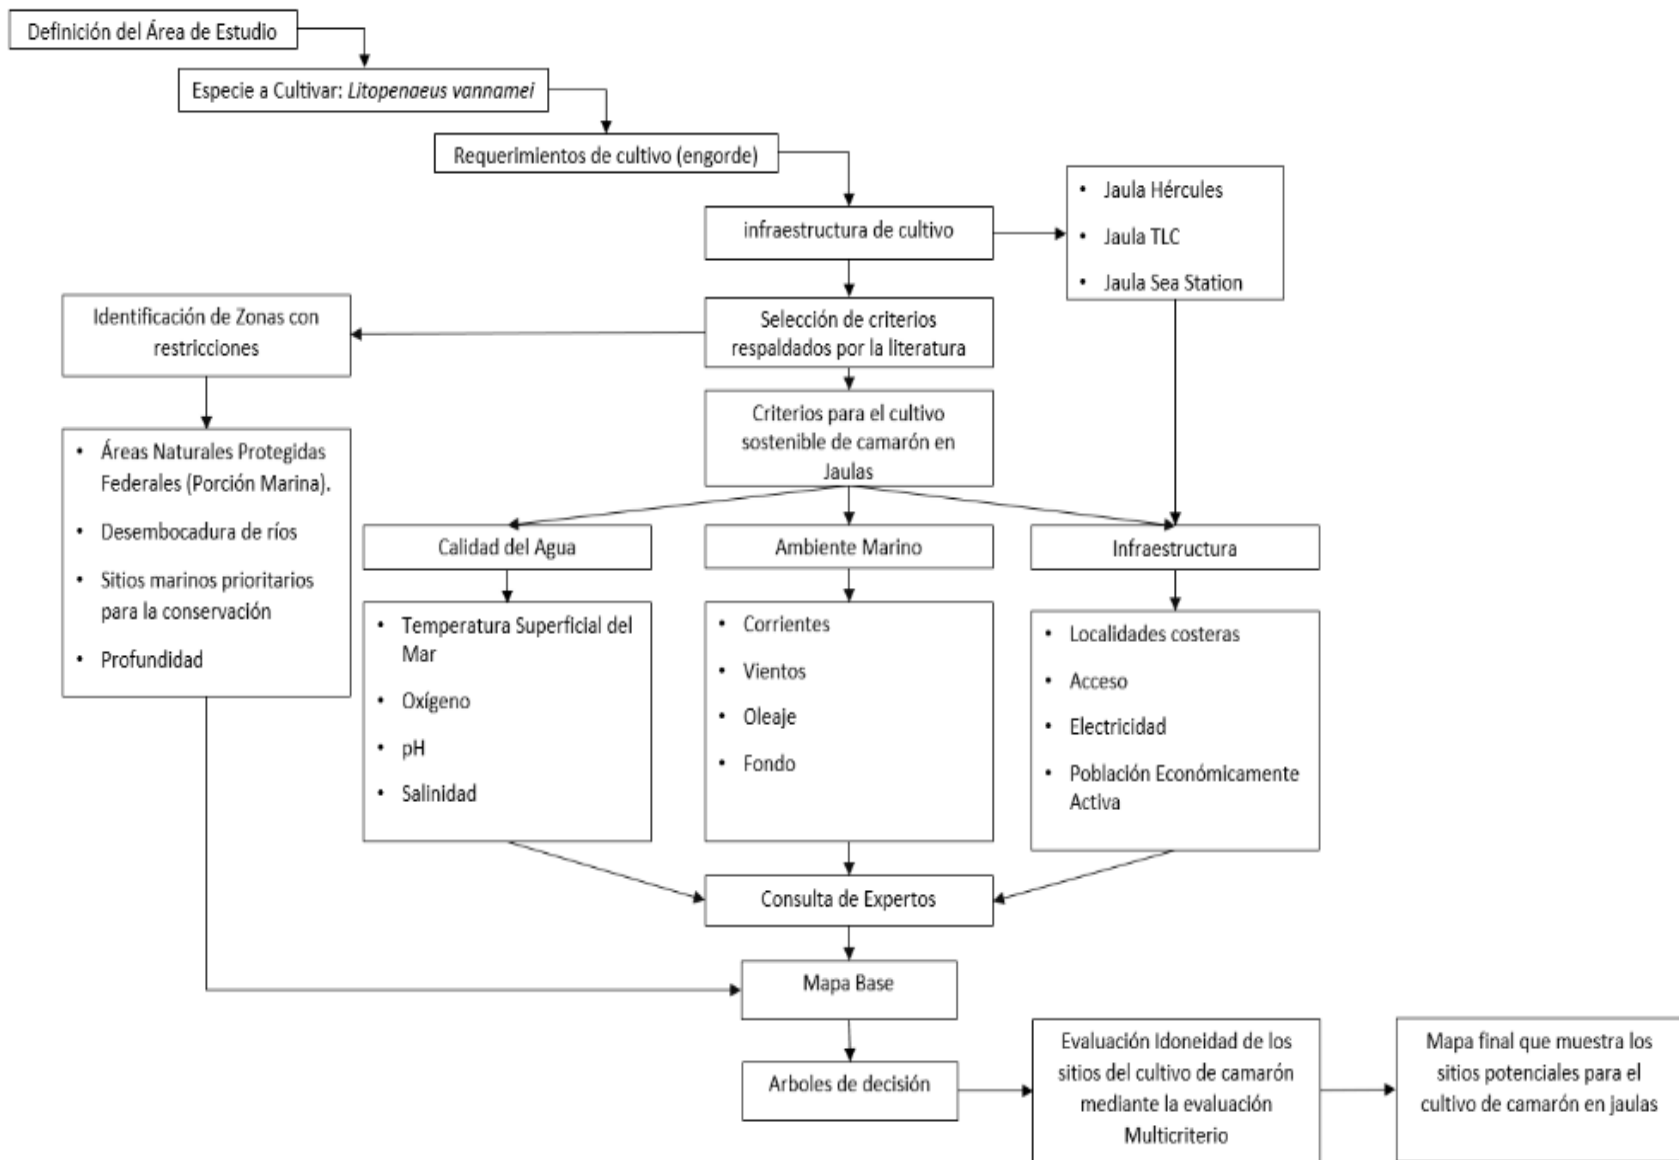 Definición del Área de Estudio
Especie a Cultivar: Litopenaeus vannamei
Requerimientos de cultivo (engorde)
infraestructura de cultivo
• Jaula Hércules
• Jaula TLC
• Jaula Sea Station
Identificación de Zonas con
restricciones
Selección de criterios
respaldados por la literatura
Criterios para el cultivo
sostenible de camarón en
Jaulas
• Áreas Naturales Protegidas
Federales (Porción Marina).
• Desembocadura de ríos
• Sitios marinos prioritarios
para la conservación
• Profundidad
Calidad del Agua
Ambiente Marino
Infraestructura
• Temperatura Superficial del
Mar
• Oxígeno
• pH
• Salinidad
• Corrientes
• Vientos
• Oleaje
• Fondo
• Localidades costeras
• Acceso
• Electricidad
• Población Económicamente
Activa
Consulta de Expertos
Mapa Base
Arboles de decisión
Evaluación Idoneidad de los
sitios del cultivo de camarón
mediante la evaluación
Multicriterio
Mapa final que muestra los
sitios potenciales para el
cultivo de camarón en jaulas